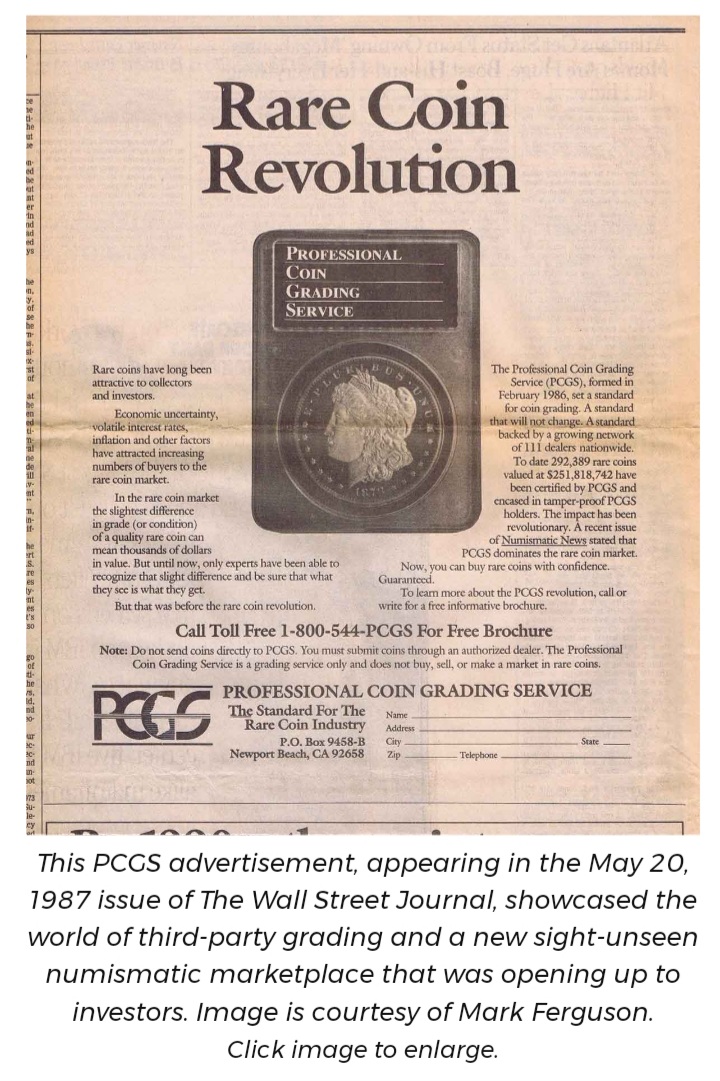 Rare Coin
Revolution
PROFESSIONAL
COIN
GRADING
SERVICE
E·PLURIBUS·UNUM
Rare coins have long been
attractive to collectors
and investors.
Economic uncertainty,
volatile interest rates,
inflation and other factors
have attracted increasing
numbers of buyers to the
rare coin market.
In the rare coin market
the slightest difference
in grade (or condition)
of a quality rare coin can
mean thousands of dollars
in value. But until now, only experts have been able to
recognize that slight difference and be sure that what
they see is what they get.
But that was before the rare coin revolution.
The Professional Coin Grading
Service (PCGS), formed in
February 1986, set a standard
for coin grading. A standard
that will not change. A standard
backed by a growing network
of 111 dealers nationwide.
To date 292,389 rare coins
valued at $251,818,742 have
been certified by PCGS and
encased in tamper-proof PCGS
holders. The impact has been
revolutionary. A recent issue
of Numismatic News stated that
PCGS dominates the rare coin market.
Now, you can buy rare coins with confidence.
Guaranteed.
To learn more about the PCGS revolution, call or
write for a free informative brochure.
Call Toll Free 1-800-544-PCGS For Free Brochure
Note: Do not send coins directly to PCGS. You must submit coins through an authorized dealer. The Professional
Coin Grading Service is a grading service only and does not buy, sell, or make a market in rare coins.
PCGS
PROFESSIONAL COIN GRADING SERVICE
The Standard For The
Rare Coin Industry
P.O. Box 9458-B
Newport Beach, CA 92658
Name
Address
City State
Zip Telephone
This PCGS advertisement, appearing in the May 20,
1987 issue of The Wall Street Journal, showcased the
world of third-party grading and a new sight-unseen
numismatic marketplace that was opening up to
investors. Image is courtesy of Mark Ferguson.
Click image to enlarge.